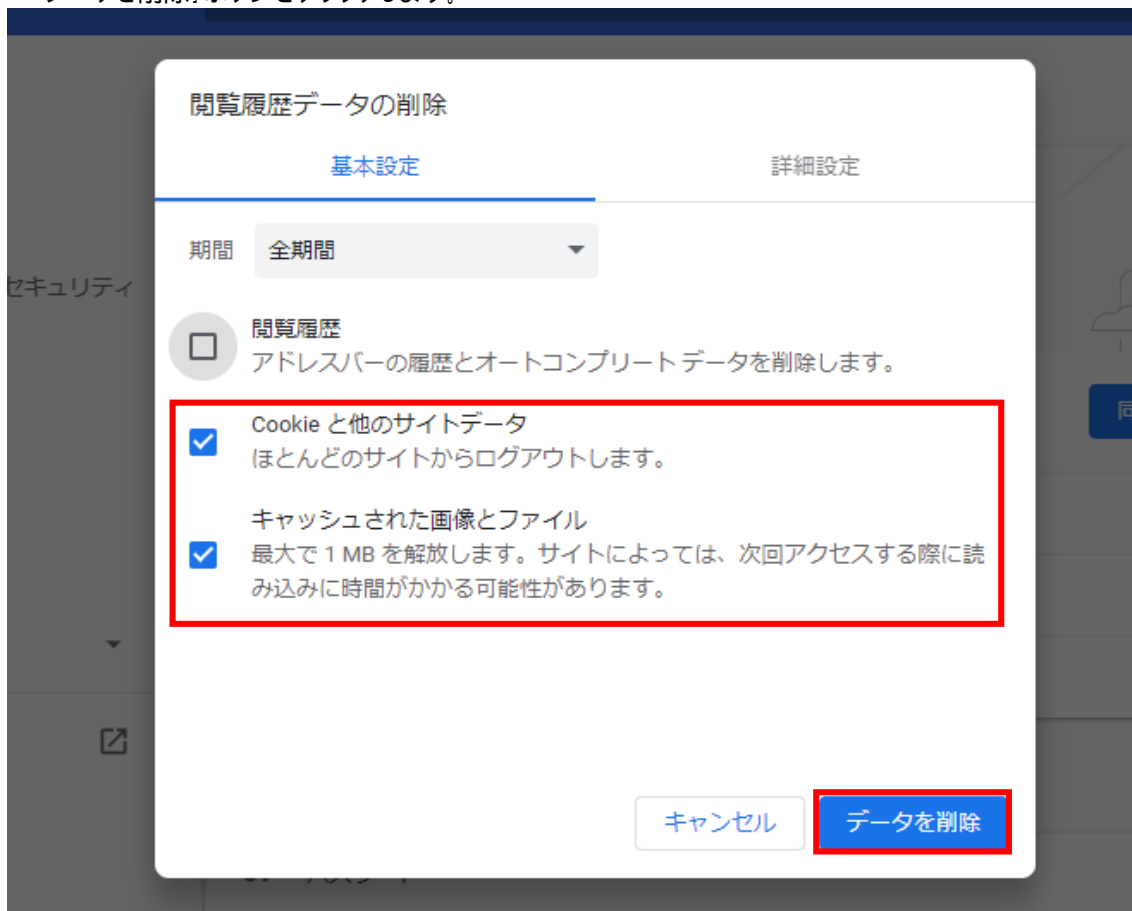 閲覧履歴データの削除
基本設定
詳細設定
期間
全期間
セキュリティ
閲覧履歴
アドレスバーの履歴とオートコンプリート データを削除します。
Cookie と他のサイトデータ
ほとんどのサイトからログアウトします。
キャッシュされた画像とファイル
最大で 1 MB を解放します。サイトによっては、次回アクセスする際に読
み込みに時間がかかる可能性があります。
キャンセル
データを削除